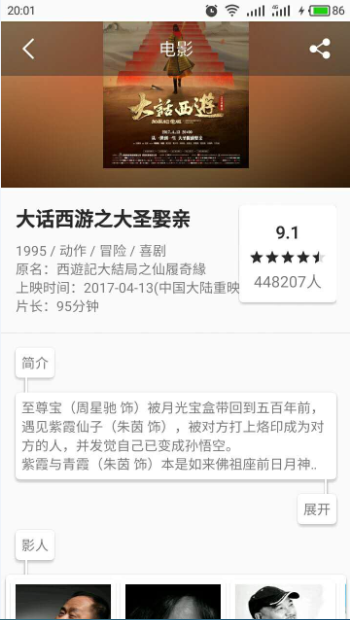 20:01
86
电影
大话西遊
2017.4.13
大话西游之大圣娶亲
1995 / 动作 / 冒险 / 喜剧
原名：西遊記大結局之仙履奇緣
上映时间：2017-04-13(中国大陆重映
片长：95分钟
9.1
448207人
简介
至尊宝（周星驰 饰）被月光宝盒带回到五百年前，
遇见紫霞仙子（朱茵 饰），被对方打上烙印成为对
方的人，并发觉自己已变成孙悟空。
紫霞与青霞（朱茵 饰）本是如来佛祖座前日月神..
展开
影人